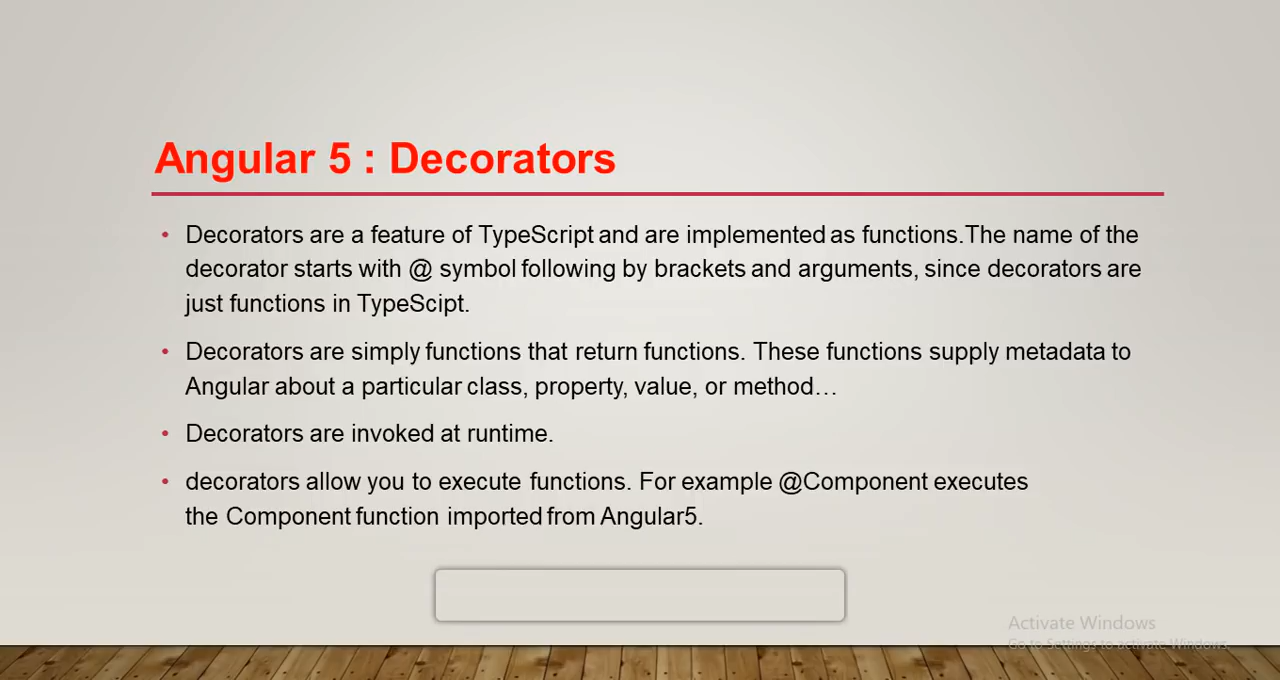 Angular 5 : Decorators
• Decorators are a feature of TypeScript and are implemented as functions.The name of the
decorator starts with @ symbol following by brackets and arguments, since decorators are
just functions in TypeScipt.
• Decorators are simply functions that return functions. These functions supply metadata to
Angular about a particular class, property, value, or method…
• Decorators are invoked at runtime.
• decorators allow you to execute functions. For example @Component executes
the Component function imported from Angular5.
Activate Windows
Go to Settings to activate Windows.